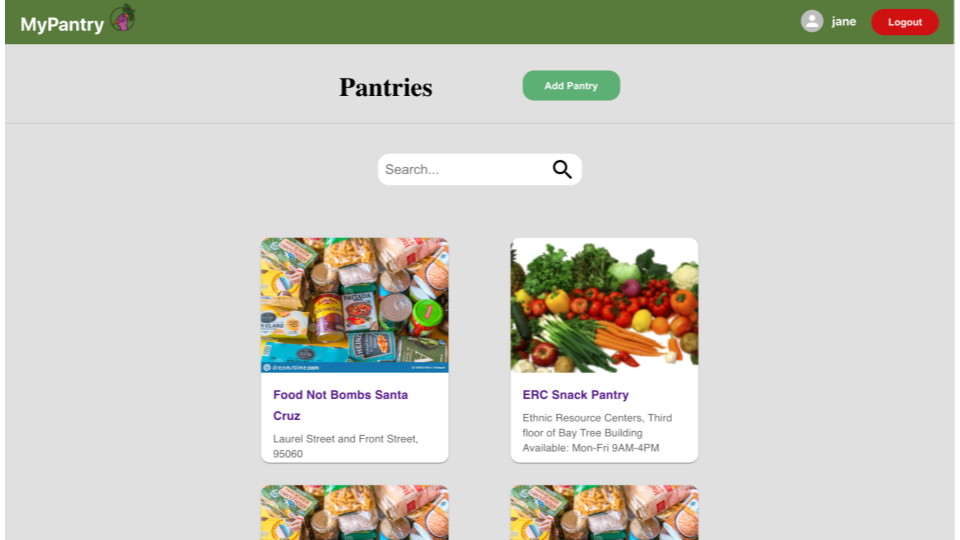 MyPantry
jane
Logout
Pantries
Add Pantry
Search...
HEINZ
dreamstime.com
Food Not Bombs Santa
Cruz
Laurel Street and Front Street,
95060
ERC Snack Pantry
Ethnic Resource Centers, Third
floor of Bay Tree Building
Available: Mon-Fri 9AM-4PM